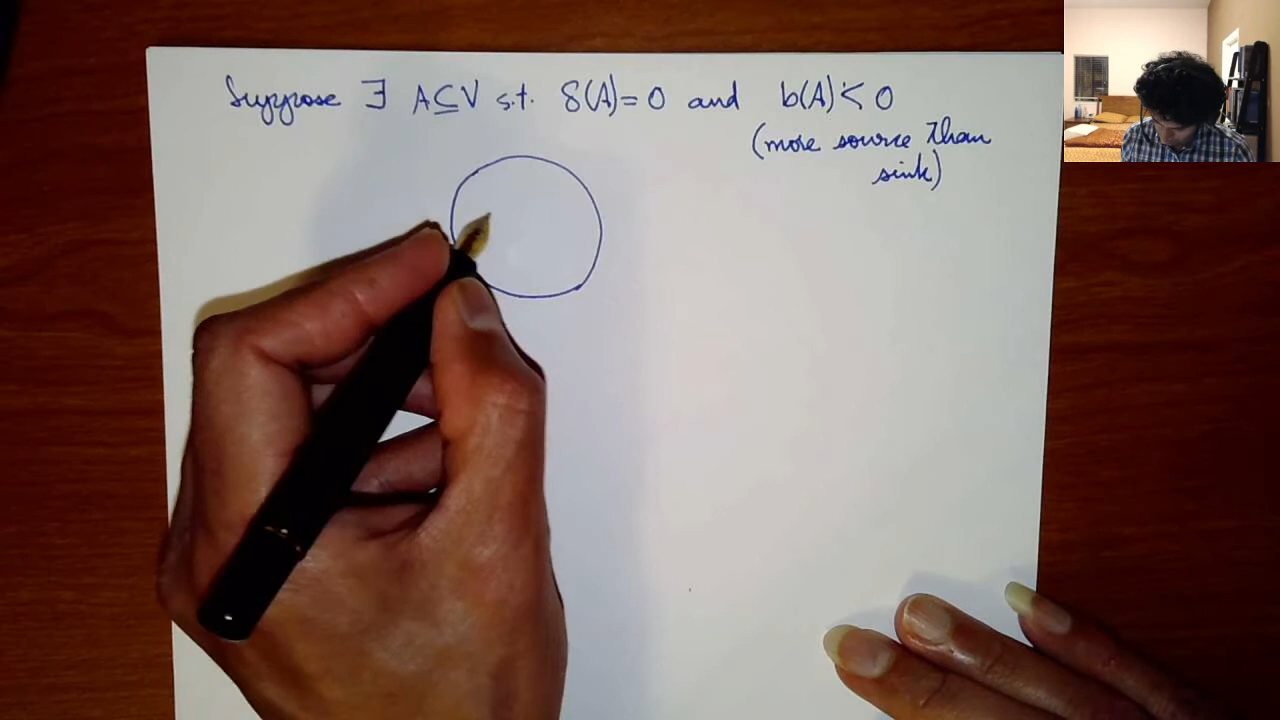 Suppose ∃ A⊆V s.t. δ(A)=0 and b(A)<0
(more source than
sink)